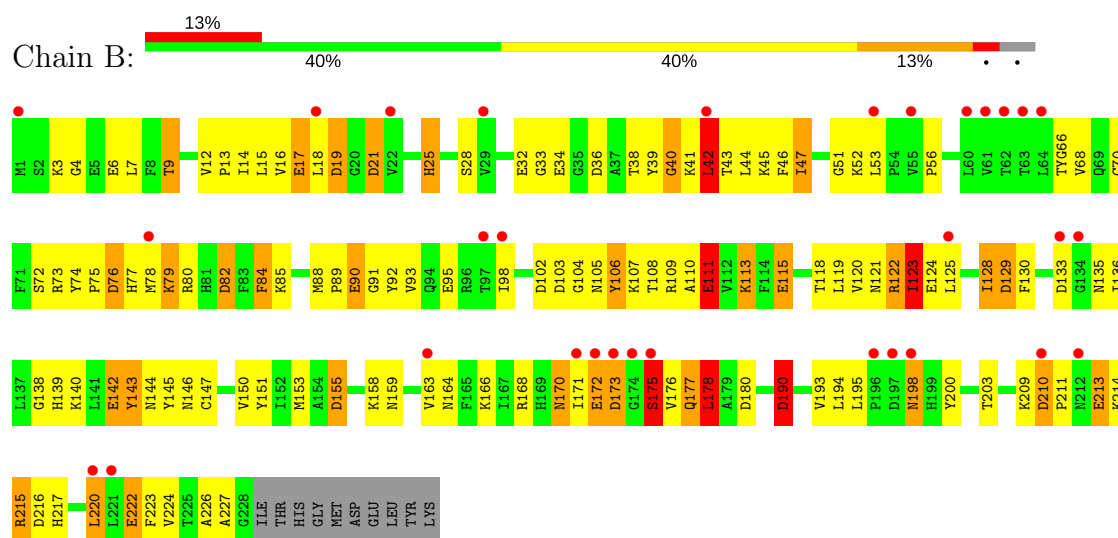 13%
Chain B:
40% 40% 13% • •
M1 S2 K3 G4 E5 E6 L7 F8 T9 V12 P13 I14 L15 V16 E17 L18 D19 G20 D21 V22 H25 S28 V29 E32 G33 E34 G35 D36 A37 T38 Y39 G40 K41 L42 T43 L44 K45 F46 I47 G51 K52 L53 P54 V55 P56 L60 V61 T62 T63 L64 TYG66 V68 Q69 C70
F71 S72 R73 Y74 P75 D76 H77 M78 K79 R80 H81 D82 F83 F84 K85 M88 P89 E90 G91 Y92 V93 Q94 E95 R96 T97 I98 D102 D103 G104 N105 Y106 K107 T108 R109 A110 E111 V112 K113 F114 E115 T118 L119 V120 N121 R122 I123 E124 L125 I128 D129 F130 D133 G134 N135 I136
L137 G138 H139 K140 L141 E142 Y143 N144 Y145 N146 C147 V150 Y151 I152 M153 A154 D155 K158 N159 V163 N164 F165 K166 I167 R168 H169 N170 I171 E172 D173 G174 S175 V176 Q177 L178 A179 D180 D190 V193 L194 L195 P196 D197 N198 H199 Y200 T203 K209 D210 P211 N212 E213 K214
R215 D216 H217 L220 L221 E222 F223 V224 T225 A226 A227 G228 ILE THR HIS GLY MET ASP GLU LEU TYR LYS